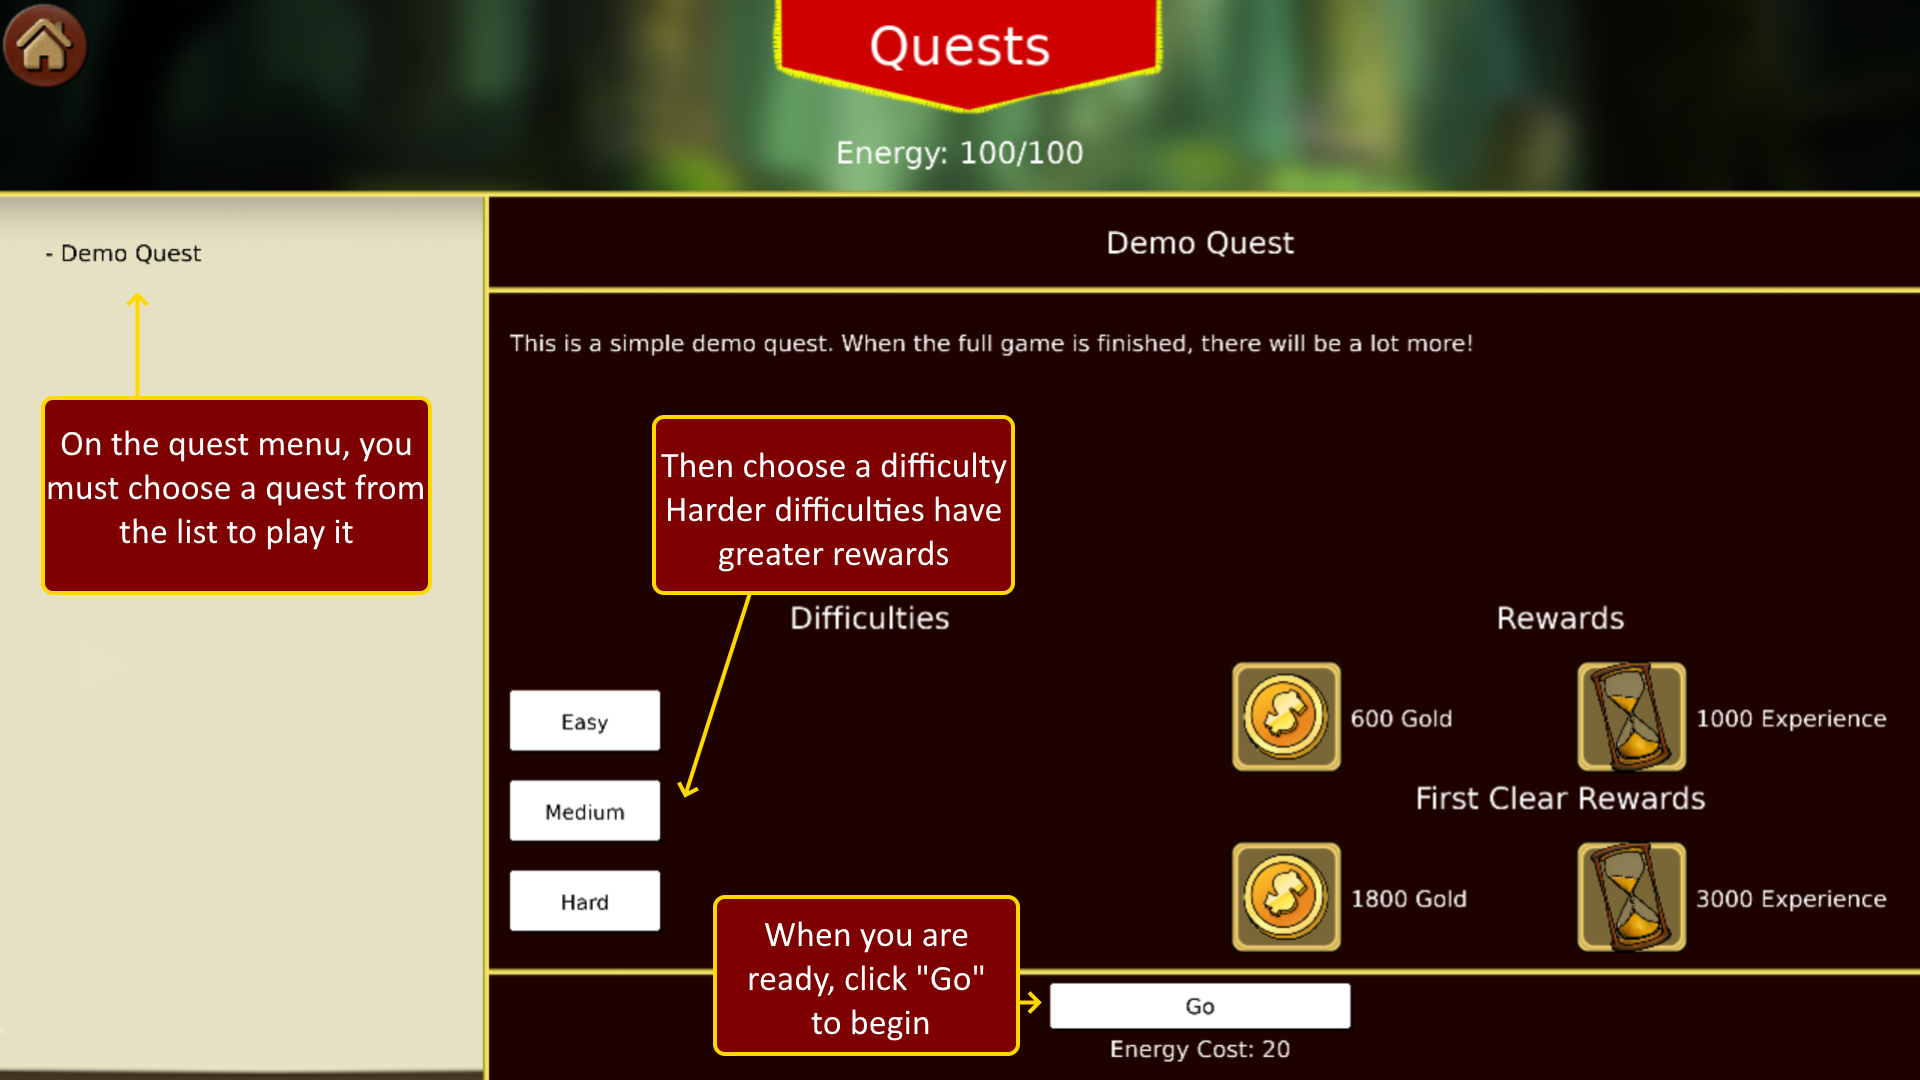 Quests
Energy: 100/100
- Demo Quest
On the quest menu, you
must choose a quest from
the list to play it
Demo Quest
This is a simple demo quest. When the full game is finished, there will be a lot more!
Then choose a difficulty
Harder difficulties have
greater rewards
Difficulties
Easy
Medium
Hard
Rewards
600 Gold
1000 Experience
First Clear Rewards
1800 Gold
3000 Experience
When you are
ready, click "Go"
to begin
Go
Energy Cost: 20